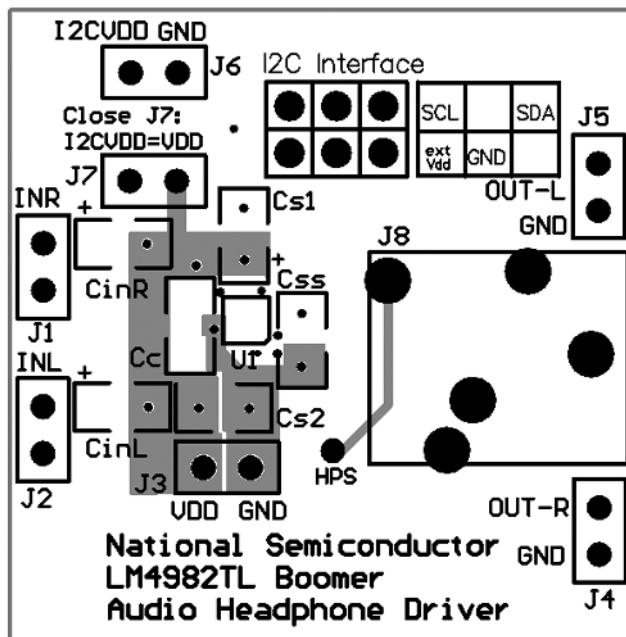 I2CVDD GND
J6
I2C Interface
Close J7:
I2CVDD=VDD
J7
SCL
SDA
ext
Vdd
GND
J5
OUT-L
GND
INR
+
Cs1
+
J8
CinR
Css
J1
INL
+
Cc
U1
CinL
Cs2
J2
J3
HPS
VDD GND
OUT-R
GND
J4
National Semiconductor
LM4982TL Boomer
Audio Headphone Driver